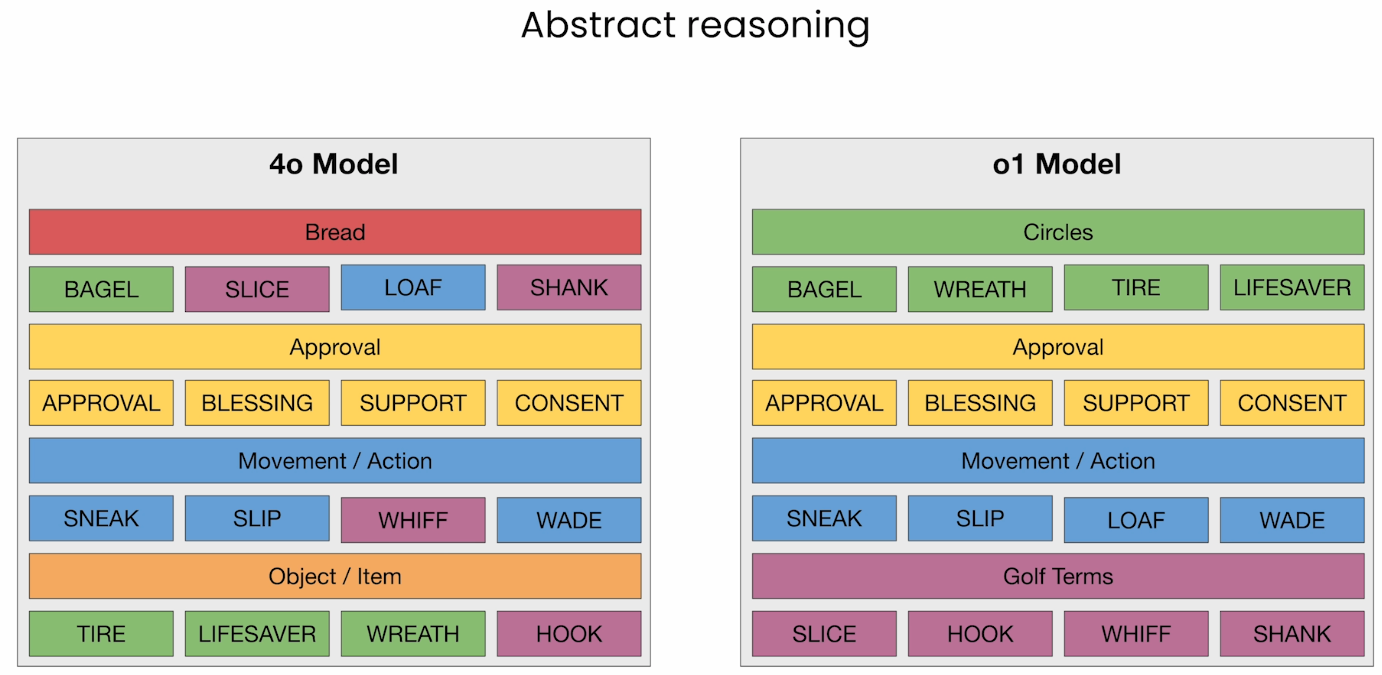 Abstract reasoning
4o Model
Bread
BAGEL SLICE LOAF SHANK
Approval
APPROVAL BLESSING SUPPORT CONSENT
Movement / Action
SNEAK SLIP WHIFF WADE
Object / Item
TIRE LIFESAVER WREATH HOOK
o1 Model
Circles
BAGEL WREATH TIRE LIFESAVER
Approval
APPROVAL BLESSING SUPPORT CONSENT
Movement / Action
SNEAK SLIP LOAF WADE
Golf Terms
SLICE HOOK WHIFF SHANK